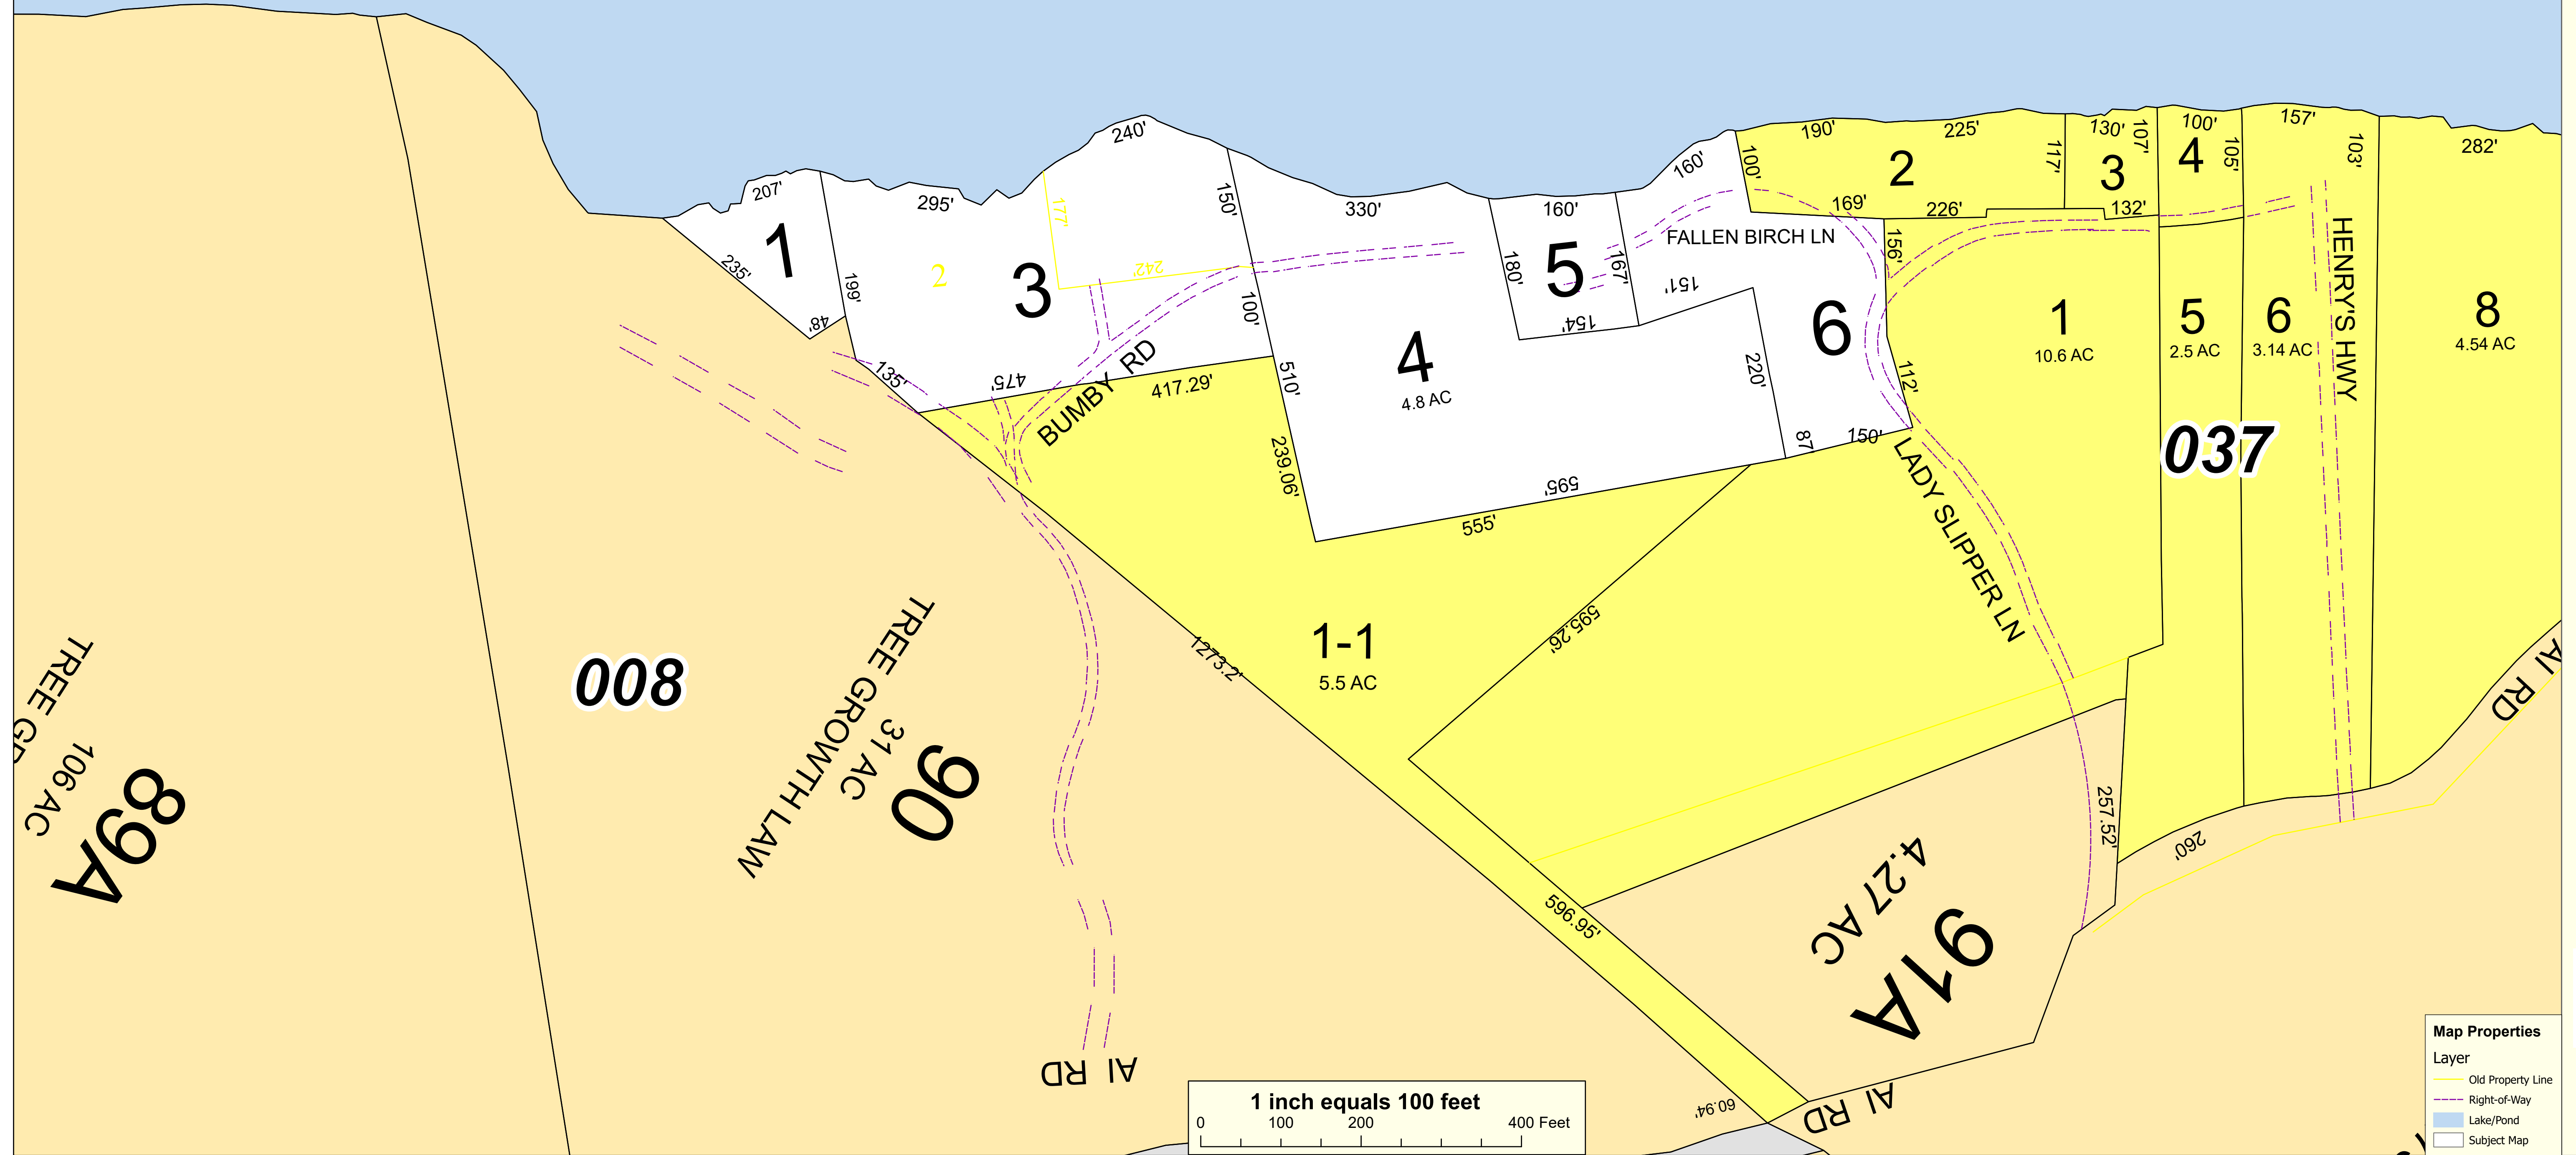 240'
190'
225'
130'
107'
100'
157'
207'
295'
177'
150'
330'
160'
160'
100'
2
117'
3
4
105'
103'
282'
1
235'
48'
199'
2
3
242'
100'
180'
5
167'
154'
151'
FALLEN BIRCH LN
169'
226'
132'
156'
6
112'
220'
87'
150'
1
10.6 AC
5
2.5 AC
6
3.14 AC
HENRY'S HWY
8
4.54 AC
135'
475'
BUMBY RD
417.29'
510'
239.06'
4
4.8 AC
595'
555'
LADY SLIPPER LN
037
TREE GR
106 AC
89A
008
TREE GROWTH LAW
31 AC
90
1273.2'
1-1
5.5 AC
595.26'
596.95'
257.52'
260'
AI RD
4.27 AC
91A
AI RD
60.94'
AI RD
1 inch equals 100 feet
0 100 200 400 Feet
Map Properties
Layer
Old Property Line
Right-of-Way
Lake/Pond
Subject Map